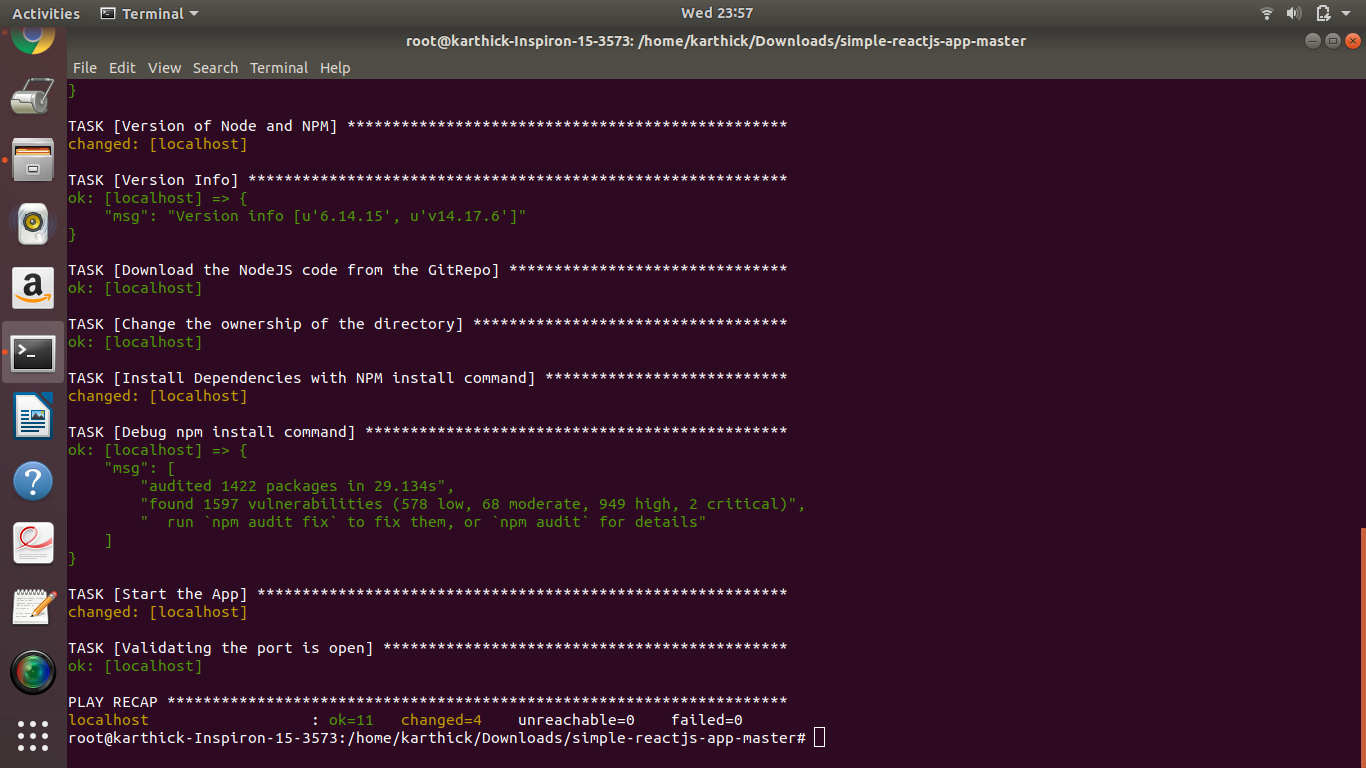 Activities Terminal Wed 23:57
root@karthick-Inspiron-15-3573: /home/karthick/Downloads/simple-reactjs-app-master
File Edit View Search Terminal Help
}
TASK [Version of Node and NPM] *************************************************
changed: [localhost]
TASK [Version Info] ************************************************************
ok: [localhost] => {
    "msg": "Version info [u'6.14.15', u'v14.17.6']"
}
TASK [Download the NodeJS code from the GitRepo] *******************************
ok: [localhost]
TASK [Change the ownership of the directory] ***********************************
ok: [localhost]
TASK [Install Dependencies with NPM install command] ***************************
changed: [localhost]
TASK [Debug npm install command] ***********************************************
ok: [localhost] => {
    "msg": [
        "audited 1422 packages in 29.134s",
        "found 1597 vulnerabilities (578 low, 68 moderate, 949 high, 2 critical)",
        "  run `npm audit fix` to fix them, or `npm audit` for details"
    ]
}
TASK [Start the App] ***********************************************************
changed: [localhost]
TASK [Validating the port is open] *********************************************
ok: [localhost]
PLAY RECAP *********************************************************************
localhost                  : ok=11   changed=4    unreachable=0    failed=0
root@karthick-Inspiron-15-3573:/home/karthick/Downloads/simple-reactjs-app-master#